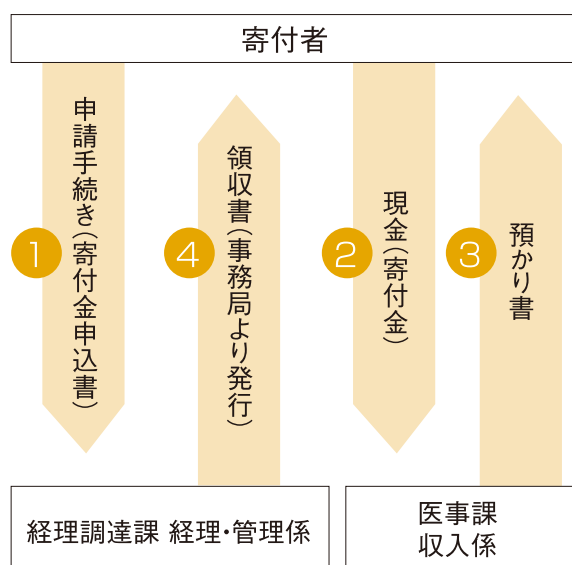 寄付者
1
申請手続き(寄付金申込書)
4
領収書(事務局より発行)
2
現金(寄付金)
3
預かり書
経理調達課 経理・管理係
医事課
収入係